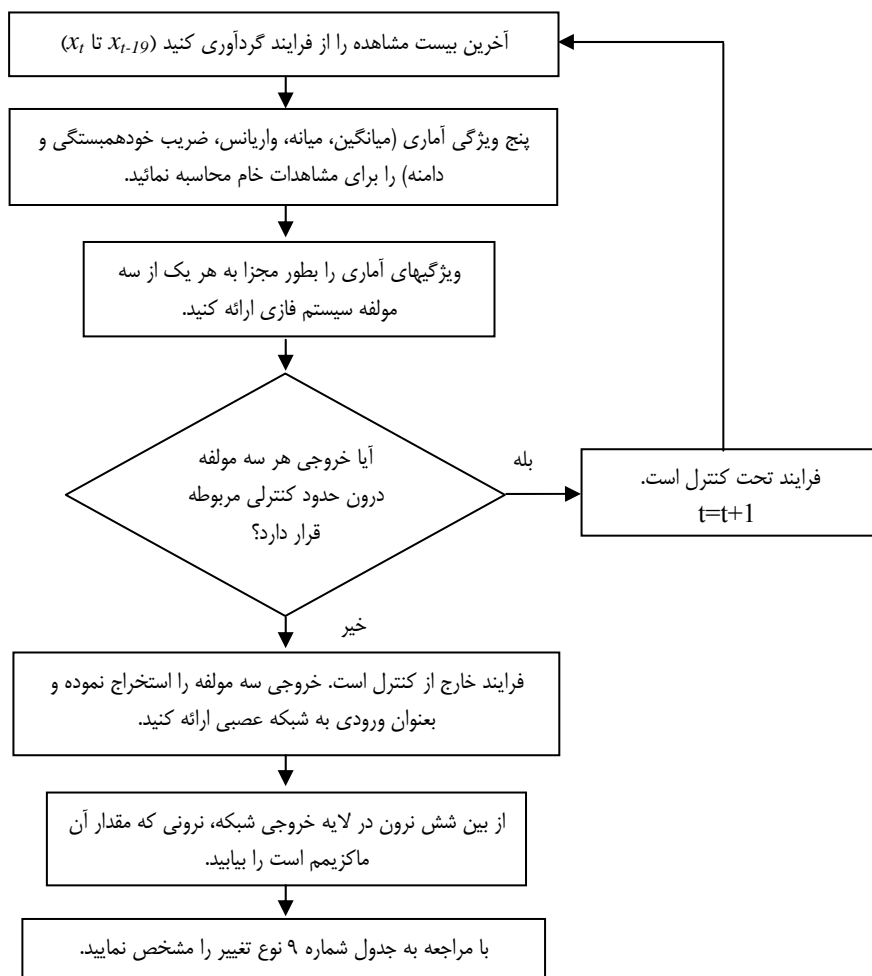 آخرین بیست مشاهده را از فرایند گردآوری کنید (xt-19 تا xt)
پنج ویژگی آماری (میانگین، میانه، واریانس، ضریب خودهمبستگی و
دامنه) را برای مشاهدات خام محاسبه نمائید.
ویژگیهای آماری را بطور مجزا به هر یک از سه
مولفه سیستم فازی ارائه کنید.
آیا خروجی هر سه مولفه
درون حدود کنترلی مربوطه
قرار دارد؟
بله
فرایند تحت کنترل است.
t=t+1
خیر
فرایند خارج از کنترل است. خروجی سه مولفه را استخراج نموده و
بعنوان ورودی به شبکه عصبی ارائه کنید.
از بین شش نرون در لایه خروجی شبکه، نرونی که مقدار آن
ماکزیمم است را بیابید.
با مراجعه به جدول شماره ۹ نوع تغییر را مشخص نمایید.